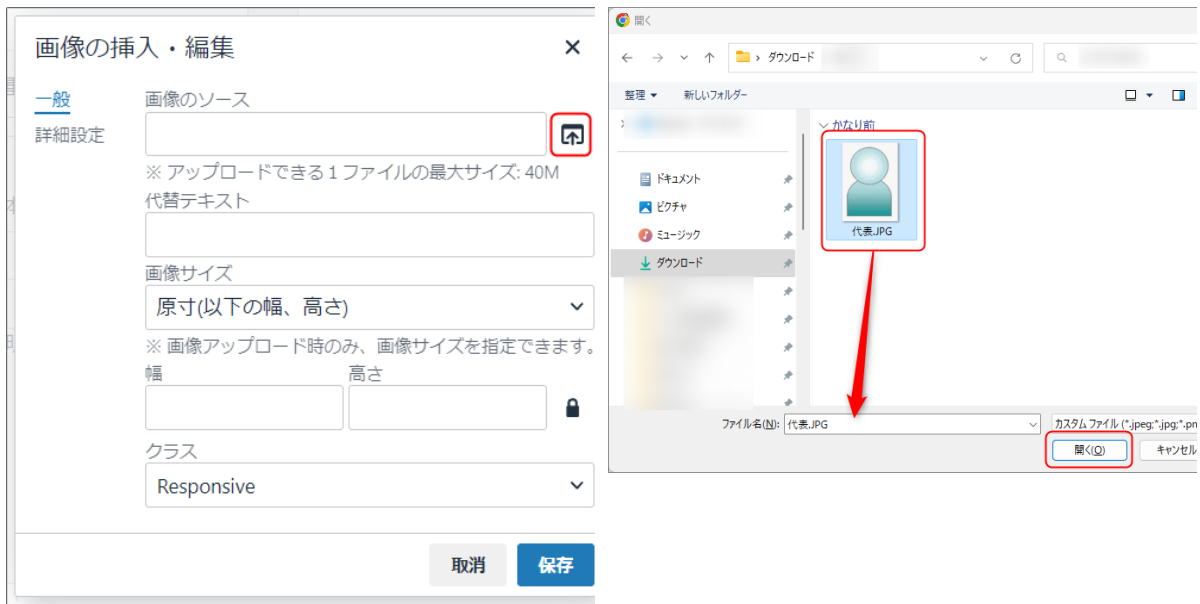 画像の挿入・編集
一般
詳細設定
画像のソース
※ アップロードできる1ファイルの最大サイズ: 40M
代替テキスト
画像サイズ
原寸(以下の幅、高さ)
※ 画像アップロード時のみ、画像サイズを指定できます。
幅 高さ
クラス
Responsive
取消 保存
開く
ダウンロード
整理 新しいフォルダー
かなり前
ドキュメント
ピクチャ
ミュージック
ダウンロード
代表.JPG
ファイル名(N): 代表.JPG
カスタム ファイル (*.jpeg;*.jpg;*.pn
開く(O) キャンセル